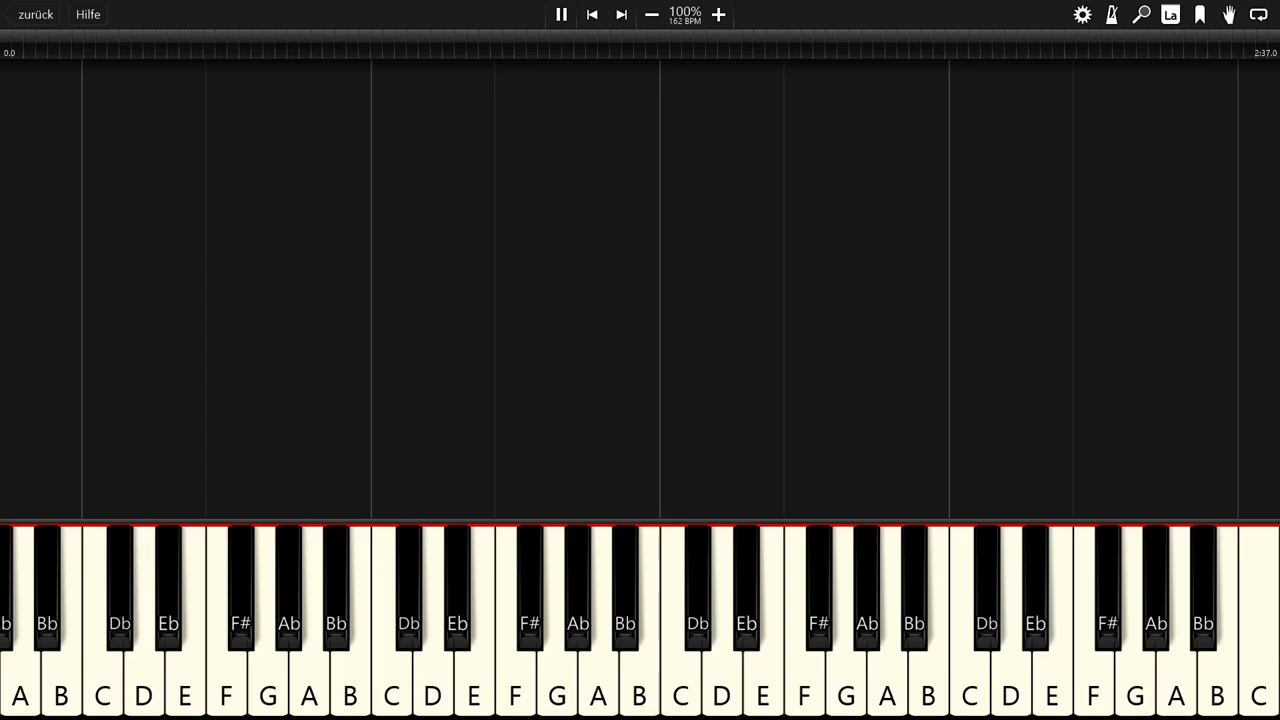 zurück Hilfe 100% La
162 BPM
0.0 2:37.0
b Bb Db Eb F# Ab Bb Db Eb F# Ab Bb Db Eb F# Ab Bb Db Eb F# Ab Bb
A B C D E F G A B C D E F G A B C D E F G A B C D E F G A B C